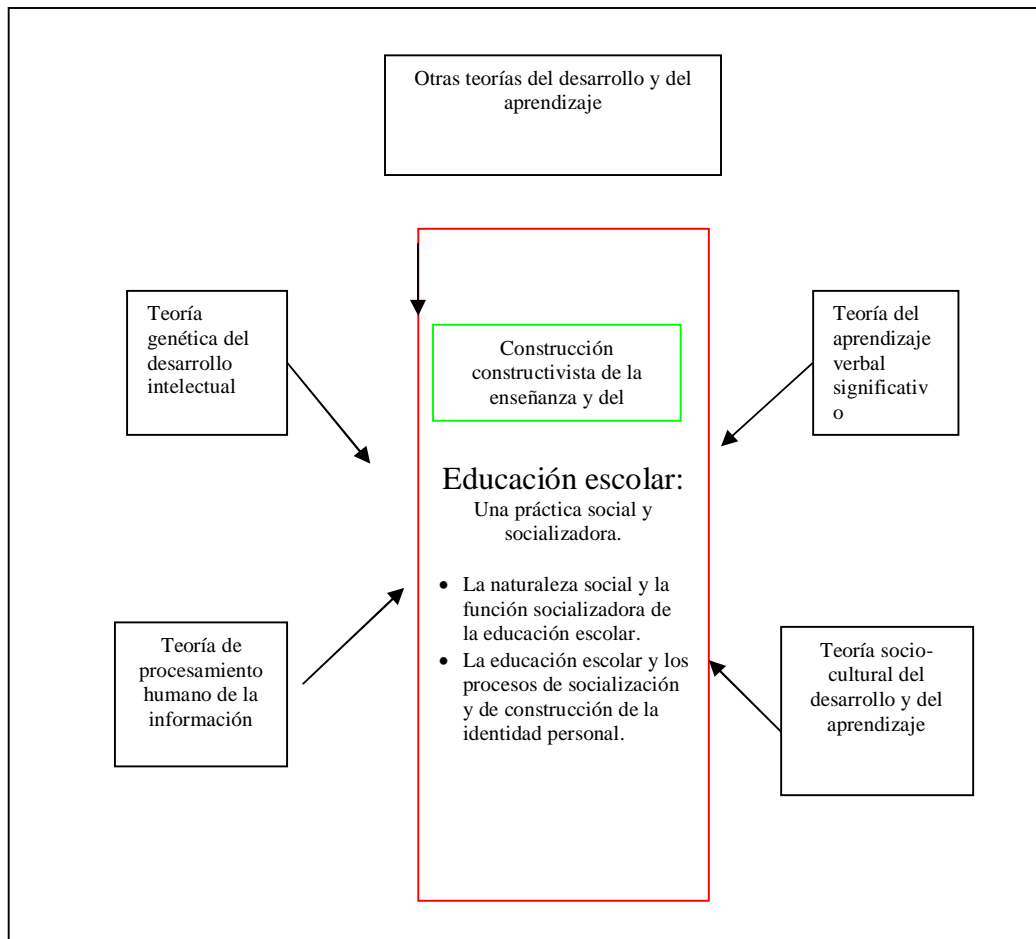 Otras teorías del desarrollo y del
aprendizaje
Teoría
genética del
desarrollo
intelectual
Construcción
constructivista de la
enseñanza y del
Teoría del
aprendizaje
verbal
significativ
o
Educación escolar:
Una práctica social y
socializadora.
• La naturaleza social y la
función socializadora de
la educación escolar.
• La educación escolar y los
procesos de socialización
y de construcción de la
identidad personal.
Teoría de
procesamiento
humano de la
información
Teoría socio-
cultural del
desarrollo y del
aprendizaje